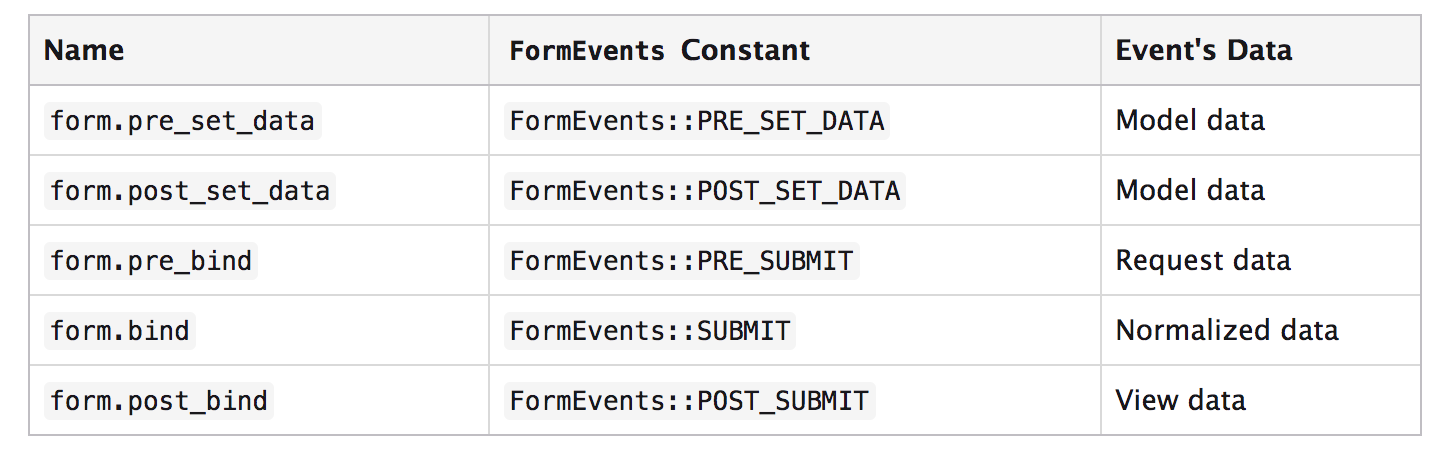 Name FormEvents Constant Event's Data
form.pre_set_data FormEvents::PRE_SET_DATA Model data
form.post_set_data FormEvents::POST_SET_DATA Model data
form.pre_bind FormEvents::PRE_SUBMIT Request data
form.bind FormEvents::SUBMIT Normalized data
form.post_bind FormEvents::POST_SUBMIT View data